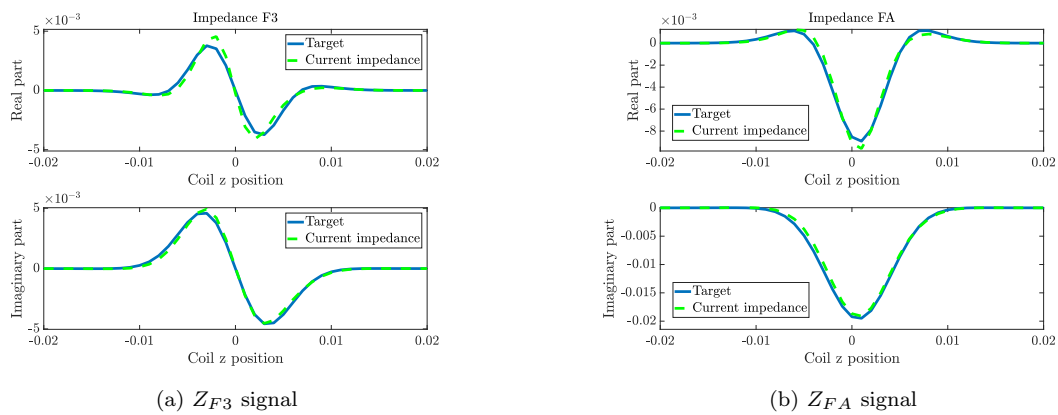 Impedance F3
×10⁻³
5
0
-5
Real part
Target
Current impedance
-0.02 -0.01 0 0.01 0.02
Coil z position
×10⁻³
5
0
-5
Imaginary part
Target
Current impedance
-0.02 -0.01 0 0.01 0.02
Coil z position
(a) Z_{F3} signal
Impedance FA
×10⁻³
0
-2
-4
-6
-8
Real part
Target
Current impedance
-0.02 -0.01 0 0.01 0.02
Coil z position
0
-0.005
-0.01
-0.015
-0.02
Imaginary part
Target
Current impedance
-0.02 -0.01 0 0.01 0.02
Coil z position
(b) Z_{FA} signal